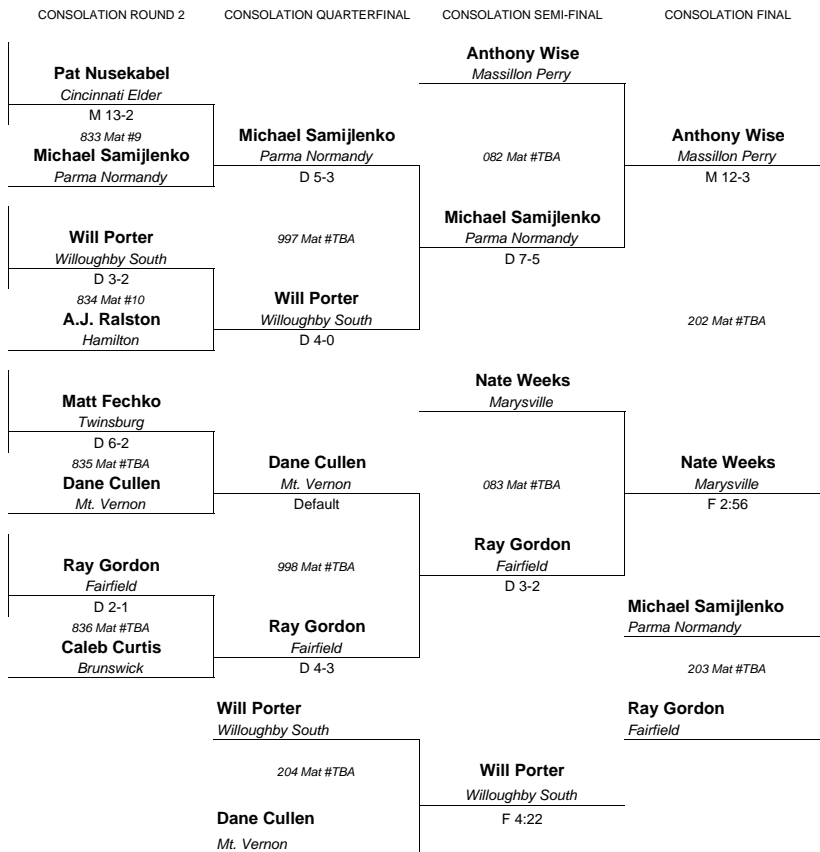 CONSOLATION ROUND 2 CONSOLATION QUARTERFINAL CONSOLATION SEMI-FINAL CONSOLATION FINAL
Anthony Wise
Massillon Perry
Pat Nusekabel
Cincinnati Elder
M 13-2
833 Mat #9
Michael Samijlenko Michael Samijlenko Anthony Wise
Parma Normandy Parma Normandy 082 Mat #TBA Massillon Perry
D 5-3 M 12-3
Michael Samijlenko
Will Porter 997 Mat #TBA Parma Normandy
Willoughby South D 7-5
D 3-2
834 Mat #10 Will Porter
A.J. Ralston Willoughby South 202 Mat #TBA
Hamilton D 4-0
Nate Weeks
Matt Fechko Marysville
Twinsburg
D 6-2
835 Mat #TBA Dane Cullen Nate Weeks
Dane Cullen Mt. Vernon 083 Mat #TBA Marysville
Mt. Vernon Default F 2:56
Ray Gordon
Ray Gordon 998 Mat #TBA Fairfield
Fairfield D 3-2
D 2-1 Michael Samijlenko
836 Mat #TBA Ray Gordon Parma Normandy
Caleb Curtis Fairfield
Brunswick D 4-3 203 Mat #TBA
Will Porter Ray Gordon
Willoughby South Fairfield
204 Mat #TBA Will Porter
Willoughby South
Dane Cullen F 4:22
Mt. Vernon